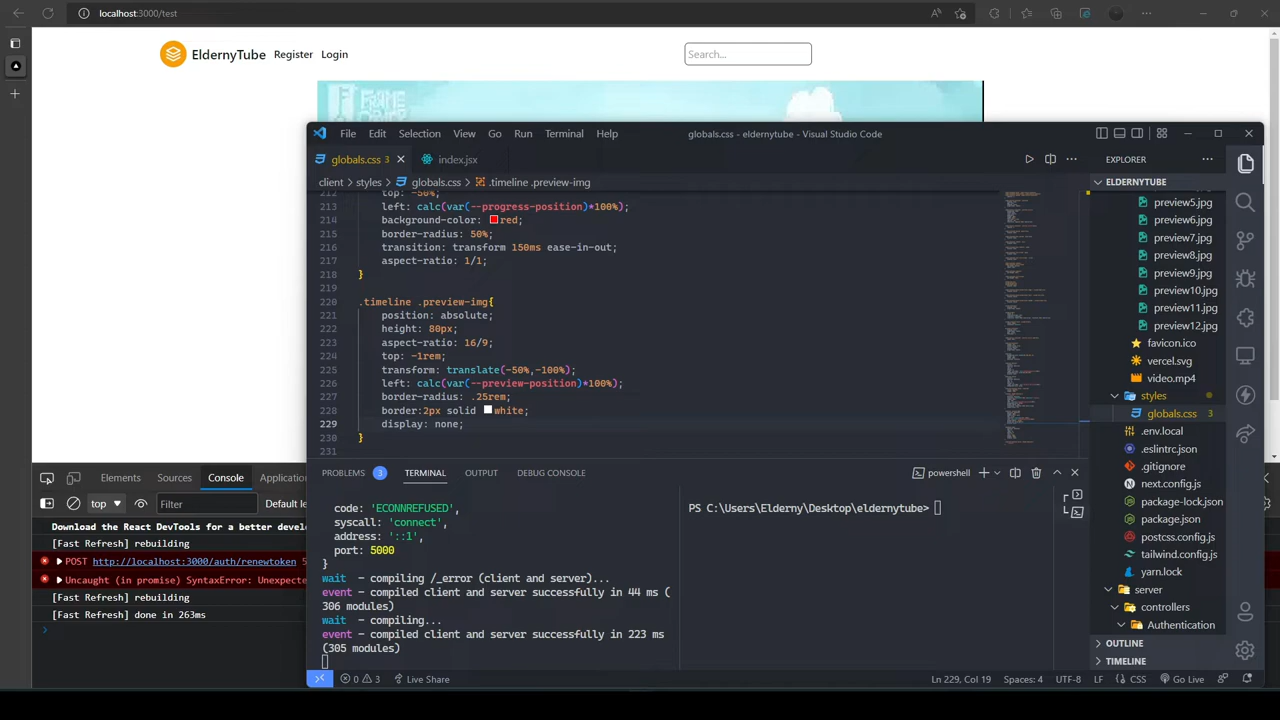 localhost:3000/test
EldernyTube Register Login
Search...
FRAME
File Edit Selection View Go Run Terminal Help
globals.css - eldernytube - Visual Studio Code
globals.css 3
index.jsx
EXPLORER
client > styles > globals.css > .timeline .preview-img
212 top: -50%;
213 left: calc(var(--progress-position)*100%);
214 background-color: red;
215 border-radius: 50%;
216 transition: transform 150ms ease-in-out;
217 aspect-ratio: 1/1;
218 }
219
220 .timeline .preview-img{
221 position: absolute;
222 height: 80px;
223 aspect-ratio: 16/9;
224 top: -1rem;
225 transform: translate(-50%,-100%);
226 left: calc(var(--preview-position)*100%);
227 border-radius: .25rem;
228 border:2px solid white;
229 display: none;
230 }
231
ELDERNYTUBE
preview5.jpg
preview6.jpg
preview7.jpg
preview8.jpg
preview9.jpg
preview10.jpg
preview11.jpg
preview12.jpg
favicon.ico
vercel.svg
video.mp4
styles
globals.css 3
.env.local
.eslintrc.json
.gitignore
next.config.js
package-lock.json
package.json
postcss.config.js
tailwind.config.js
yarn.lock
server
controllers
Authentication
OUTLINE
TIMELINE
PROBLEMS 3 TERMINAL OUTPUT DEBUG CONSOLE
powershell
code: 'ECONNREFUSED',
syscall: 'connect',
address: '::1',
port: 5000
}
wait - compiling /_error (client and server)...
event - compiled client and server successfully in 44 ms (
306 modules)
wait - compiling...
event - compiled client and server successfully in 223 ms
(305 modules)
PS C:\Users\Elderny\Desktop\eldernytube>
0 3 Live Share
Ln 229, Col 19 Spaces: 4 UTF-8 LF CSS Go Live
Elements Sources Console Application
top Filter Default le
Download the React DevTools for a better devel
[Fast Refresh] rebuilding
POST http://localhost:3000/auth/renewtoken 5
Uncaught (in promise) SyntaxError: Unexpecte
[Fast Refresh] rebuilding
[Fast Refresh] done in 263ms